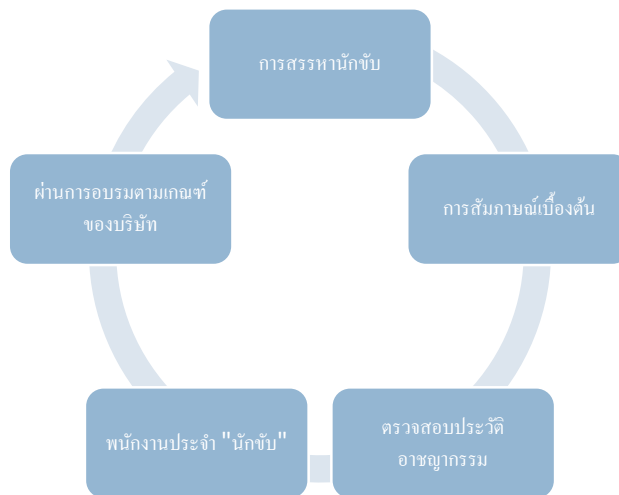 การสรรหานักขับ
การสัมภาษณ์เบื้องต้น
ตรวจสอบประวัติ
อาชญากรรม
พนักงานประจำ "นักขับ"
ผ่านการอบรมตามเกณฑ์
ของบริษัท